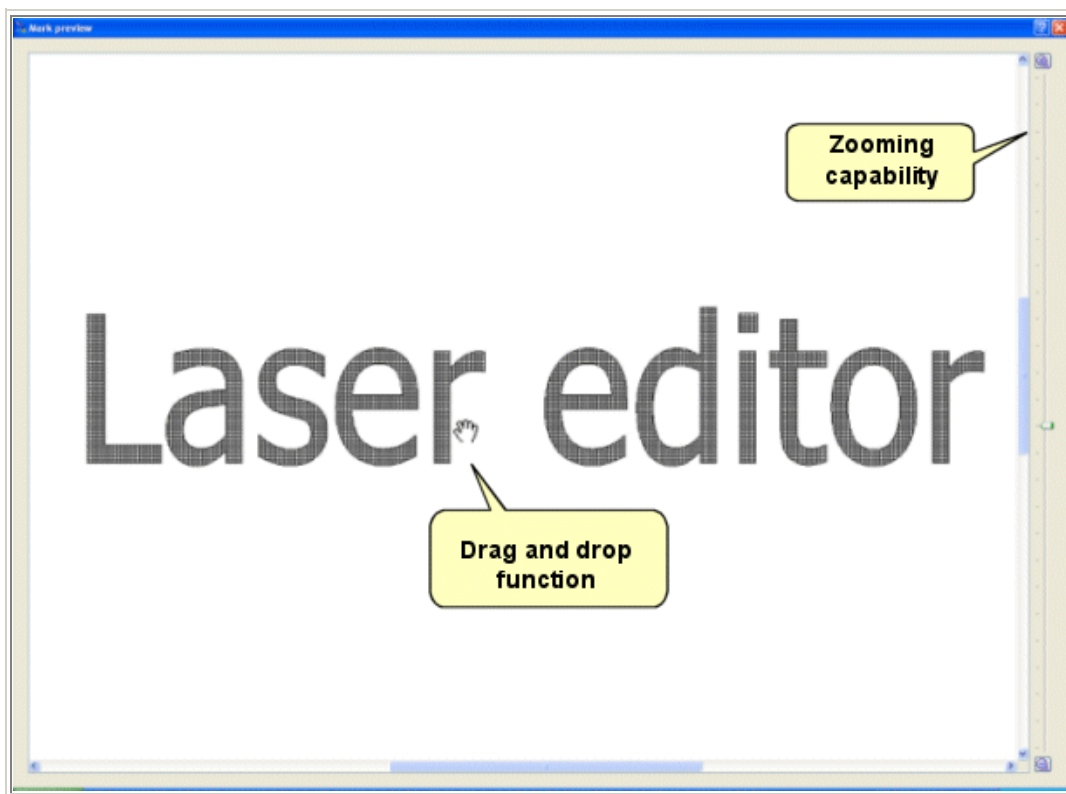 Mark preview
Zooming
capability
Laser editor
Drag and drop
function